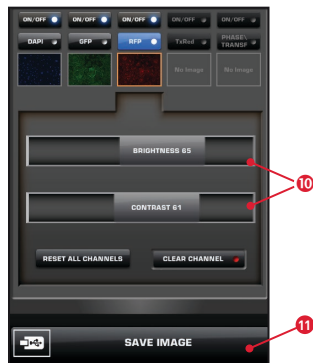 ON/OFF ON/OFF ON/OFF ON/OFF ON/OFF
DAPI GFP RFP TxRed PHASE\
TRANSF
No Image No Image
BRIGHTNESS 65
10
CONTRAST 61
RESET ALL CHANNELS CLEAR CHANNEL
11
SAVE IMAGE